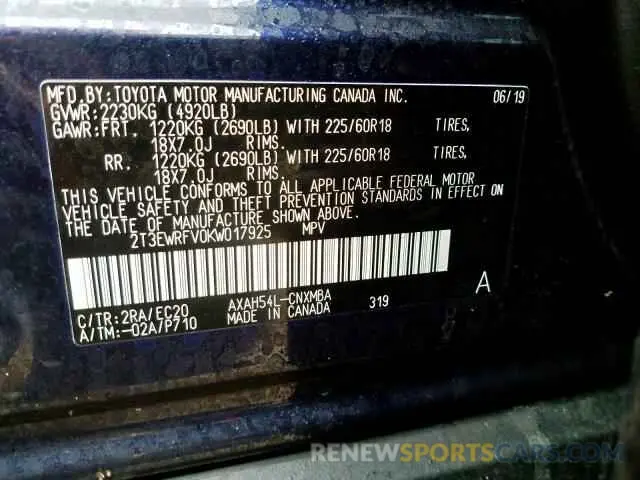 MFD.BY:TOYOTA MOTOR MANUFACTURING CANADA INC. 06/19
GVWR:2230KG (4920LB)
GAWR:FRT. 1220KG (2690LB) WITH 225/60R18 TIRES,
18X7.0J RIMS.
RR. 1220KG (2690LB) WITH 225/60R18 TIRES,
18X7.0J RIMS.
THIS VEHICLE CONFORMS TO ALL APPLICABLE FEDERAL MOTOR
VEHICLE SAFETY AND THEFT PREVENTION STANDARDS IN EFFECT ON
THE DATE OF MANUFACTURE SHOWN ABOVE.
2T3EWRFV0KW017925 MPV
A
C/TR:2RA/EC20 AXAH54L-CNXMBA 319
A/TM:-02A/P710 MADE IN CANADA
RENEWSPORTSCARS.COM